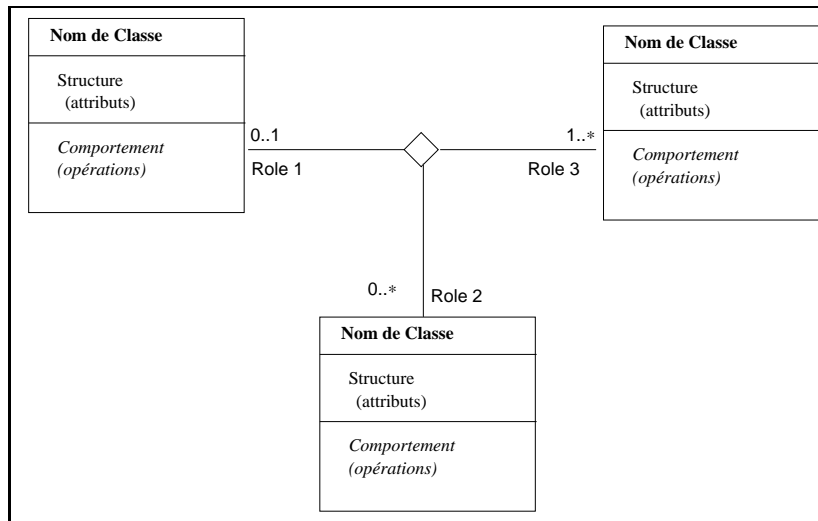 Nom de Classe
Structure
(attributs)
Comportement
(opérations)
0..1
Role 1
1..*
Role 3
Nom de Classe
Structure
(attributs)
Comportement
(opérations)
0..*
Role 2
Nom de Classe
Structure
(attributs)
Comportement
(opérations)